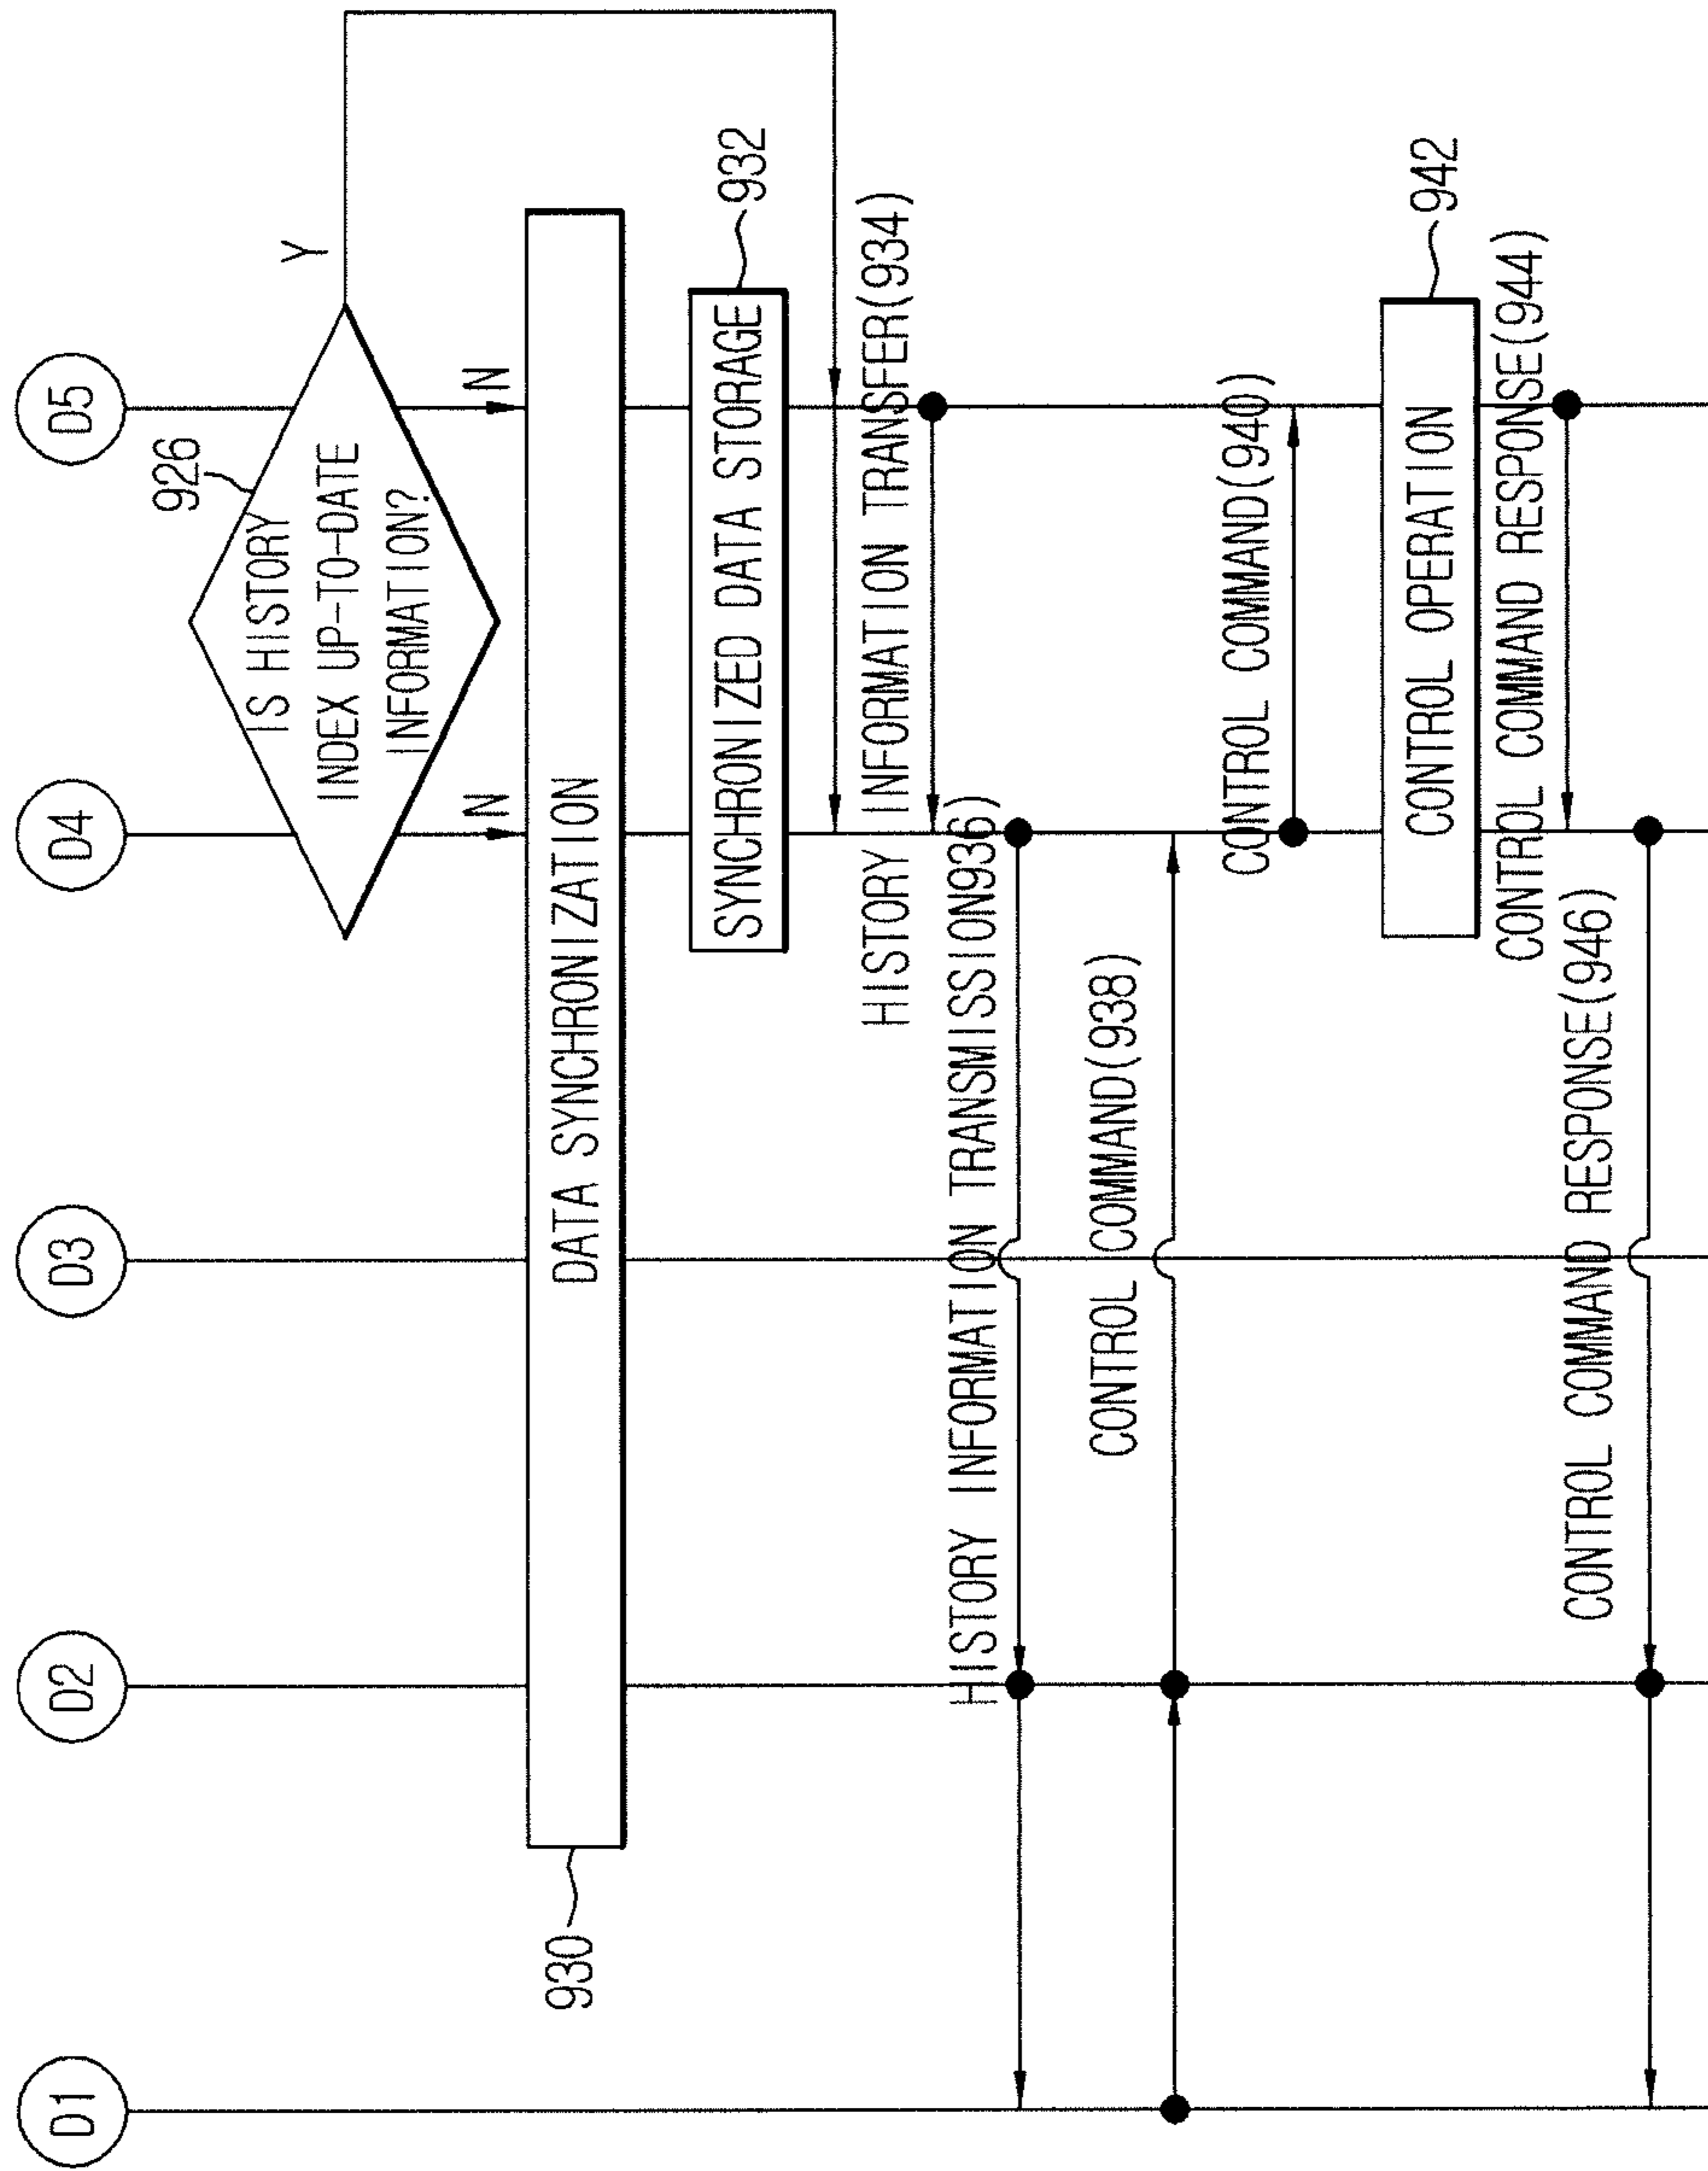 D1
D2
D3
D4
D5
926
IS HISTORY
INDEX UP-TO-DATE
INFORMATION?
Y
N
N
930
DATA SYNCHRONIZATION
SYNCHRONIZED DATA STORAGE
932
HISTORY INFORMATION TRANSFER(934)
HISTORY INFORMATION TRANSMISSION936)
CONTROL COMMAND(938)
CONTROL COMMAND(940)
CONTROL OPERATION
942
CONTROL COMMAND RESPONSE(944)
CONTROL COMMAND RESPONSE(946)